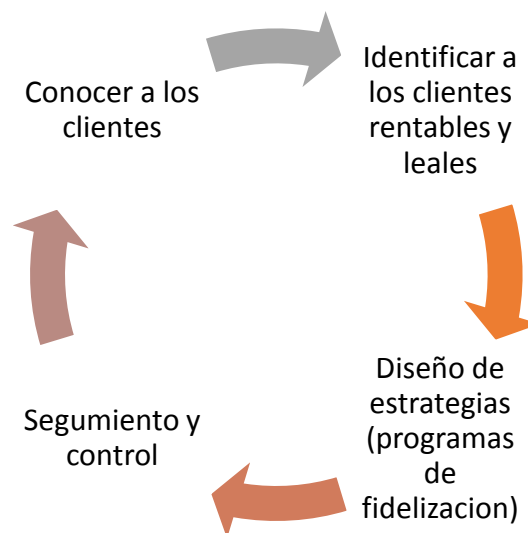 Conocer a los
clientes
Identificar a
los clientes
rentables y
leales
Diseño de
estrategias
(programas
de
fidelizacion)
Segumiento y
control